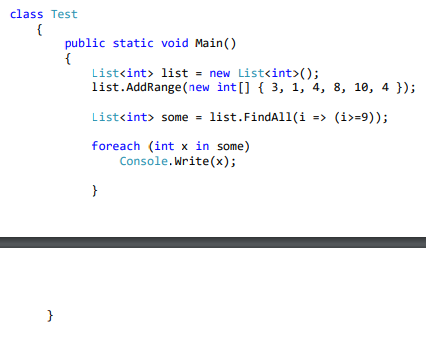 class Test
{
public static void Main()
{
List<int> list = new List<int>();
list.AddRange(new int[] { 3, 1, 4, 8, 10, 4 });
List<int> some = list.FindAll(i => (i>=9));
foreach (int x in some)
Console.Write(x);
}
}